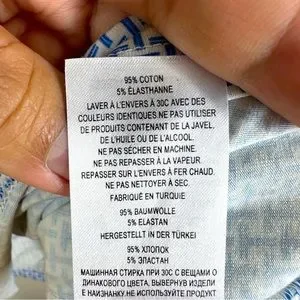 95% COTON
5% ÉLASTHANNE
LAVER À L'ENVERS À 30C AVEC DES
COULEURS IDENTIQUES.NE PAS UTILISER
DE PRODUITS CONTENANT DE LA JAVEL,
DE L'HUILE OU DE L'ALCOOL.
NE PAS SÉCHER EN MACHINE.
NE PAS REPASSER À LA VAPEUR.
REPASSER SUR L'ENVERS À FER CHAUD.
NE PAS NETTOYER À SEC.
FABRIQUÉ EN TURQUIE
95% BAUMWOLLE
5% ELASTAN
HERGESTELLT IN DER TÜRKEI
95% ХЛОПОК
5% ЭЛАСТАН
МАШИННАЯ СТИРКА ПРИ 30C С ВЕЩАМИ О
ДИНАКОВОГО ЦВЕТА, ВЫВЕРНУВ ИЗДЕЛИ
Е НАИЗНАНКУ.НЕ ИСПОЛЬЗУЙТЕ ПРОДУКТ